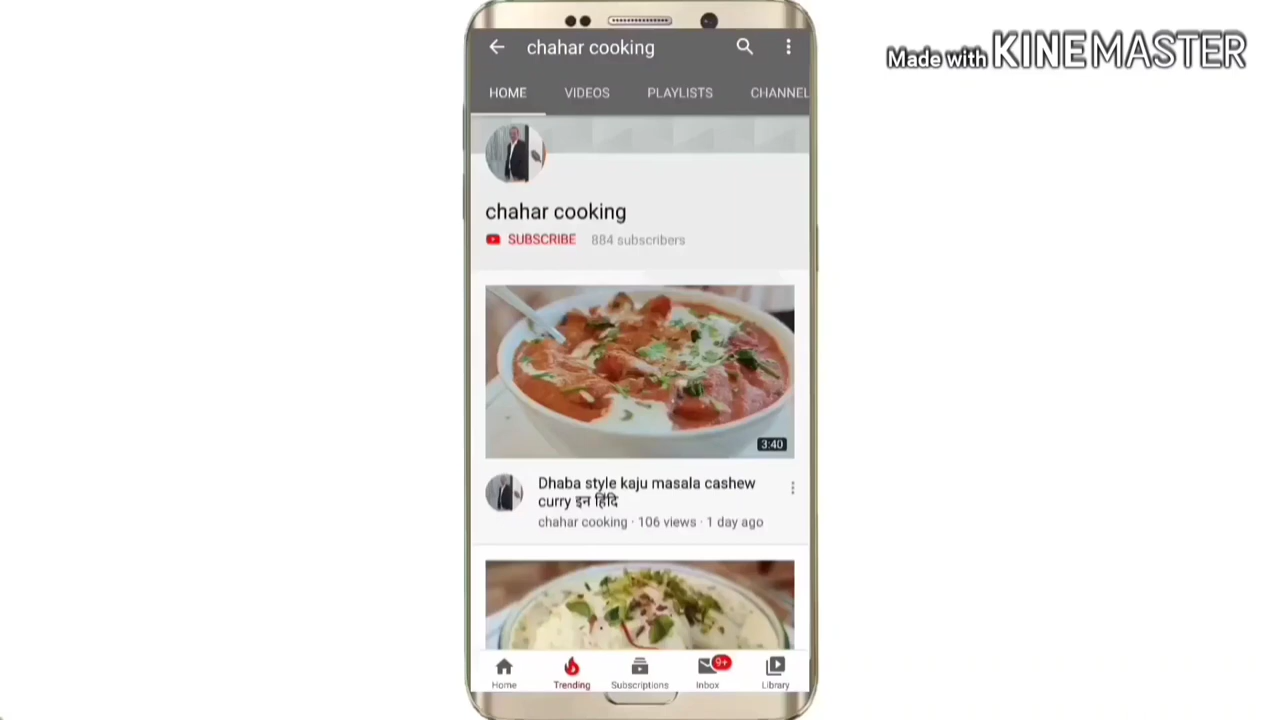 Made with KINEMASTER
chahar cooking
HOME VIDEOS PLAYLISTS CHANNEL
chahar cooking
SUBSCRIBE 884 subscribers
3:40
Dhaba style kaju masala cashew
curry इन हिंदि
chahar cooking · 106 views · 1 day ago
9+
Home Trending Subscriptions Inbox Library